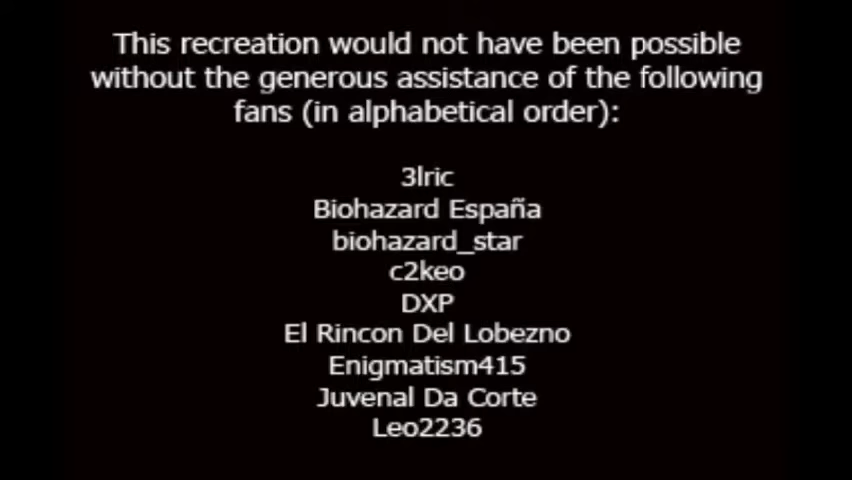 This recreation would not have been possible
without the generous assistance of the following
fans (in alphabetical order):
3lric
Biohazard España
biohazard_star
c2keo
DXP
El Rincon Del Lobezno
Enigmatism415
Juvenal Da Corte
Leo2236